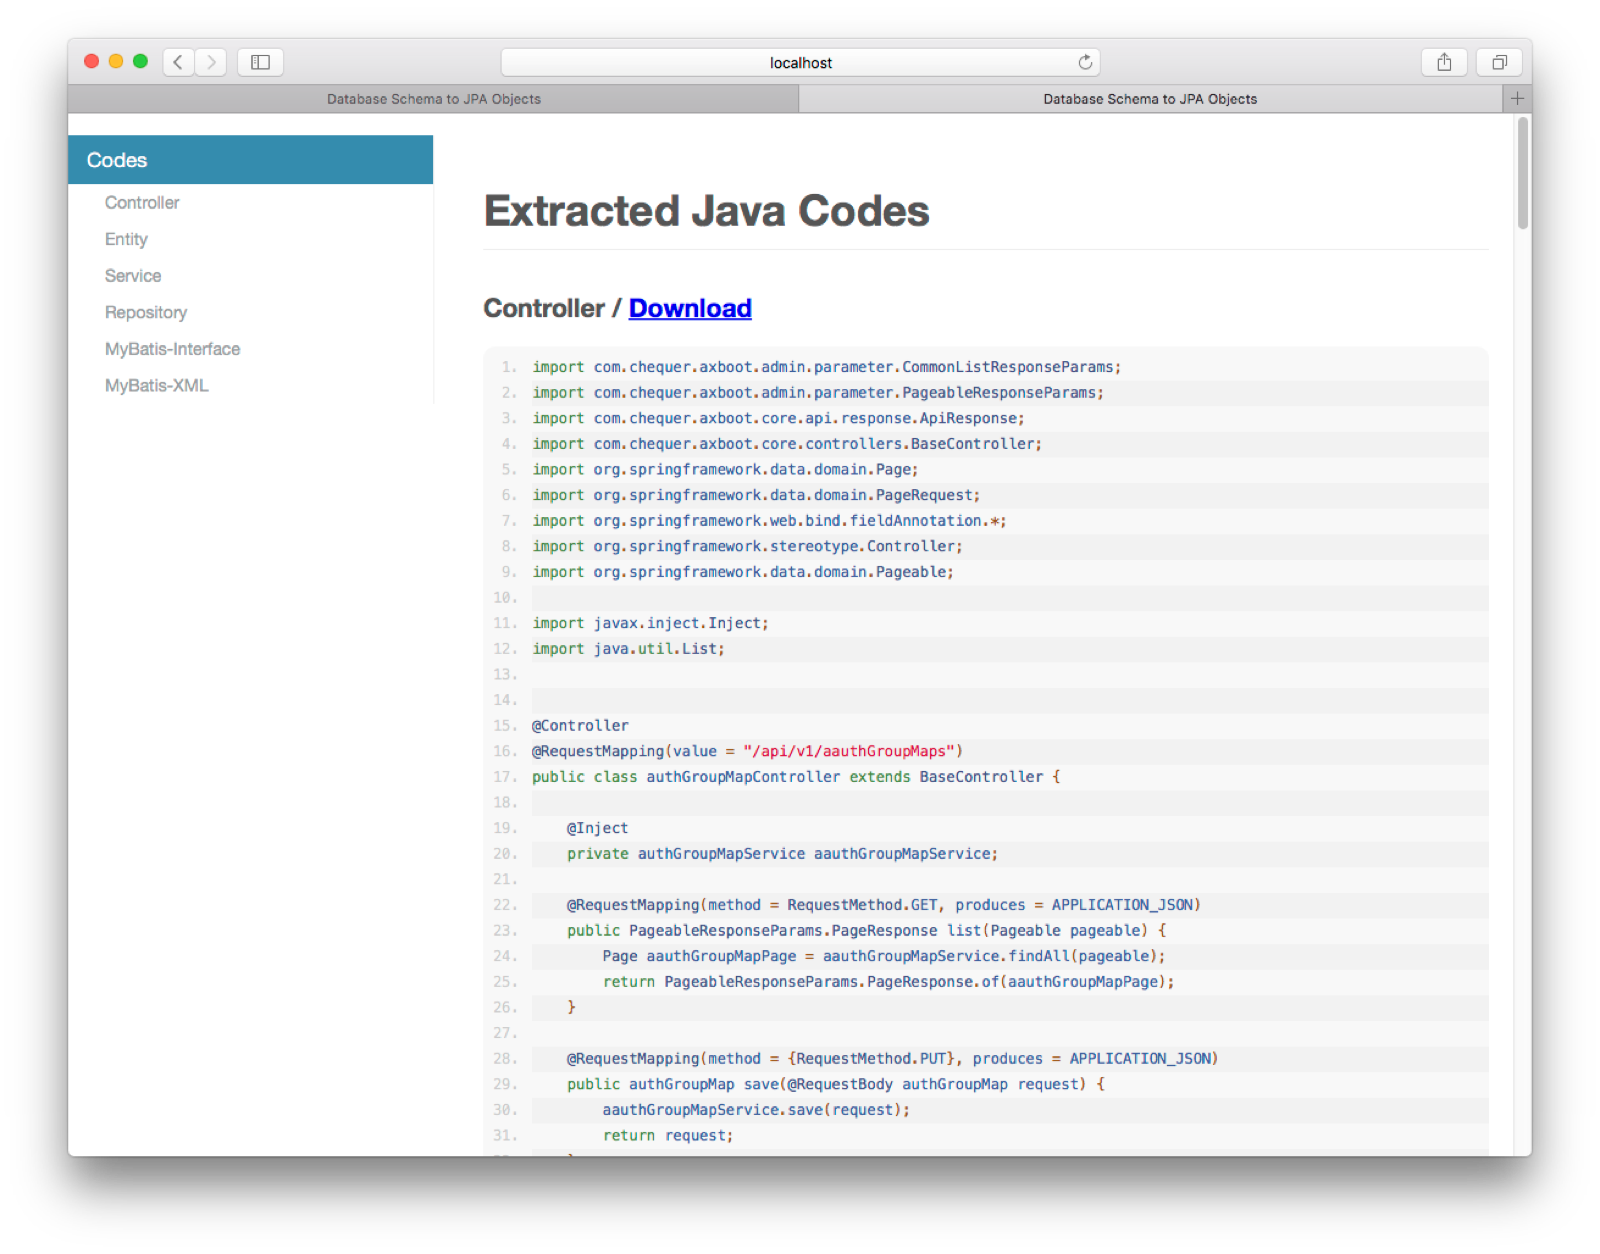 localhost
Database Schema to JPA Objects
Database Schema to JPA Objects
Codes
Controller
Entity
Service
Repository
MyBatis-Interface
MyBatis-XML
Extracted Java Codes
Controller / Download
1. import com.chequer.axboot.admin.parameter.CommonListResponseParams;
2. import com.chequer.axboot.admin.parameter.PageableResponseParams;
3. import com.chequer.axboot.core.api.response.ApiResponse;
4. import com.chequer.axboot.core.controllers.BaseController;
5. import org.springframework.data.domain.Page;
6. import org.springframework.data.domain.PageRequest;
7. import org.springframework.web.bind.fieldAnnotation.*;
8. import org.springframework.stereotype.Controller;
9. import org.springframework.data.domain.Pageable;
10.
11. import javax.inject.Inject;
12. import java.util.List;
13.
14.
15. @Controller
16. @RequestMapping(value = "/api/v1/aauthGroupMaps")
17. public class authGroupMapController extends BaseController {
18.
19. @Inject
20. private authGroupMapService aauthGroupMapService;
21.
22. @RequestMapping(method = RequestMethod.GET, produces = APPLICATION_JSON)
23. public PageableResponseParams.PageResponse list(Pageable pageable) {
24. Page aauthGroupMapPage = aauthGroupMapService.findAll(pageable);
25. return PageableResponseParams.PageResponse.of(aauthGroupMapPage);
26. }
27.
28. @RequestMapping(method = {RequestMethod.PUT}, produces = APPLICATION_JSON)
29. public authGroupMap save(@RequestBody authGroupMap request) {
30. aauthGroupMapService.save(request);
31. return request;